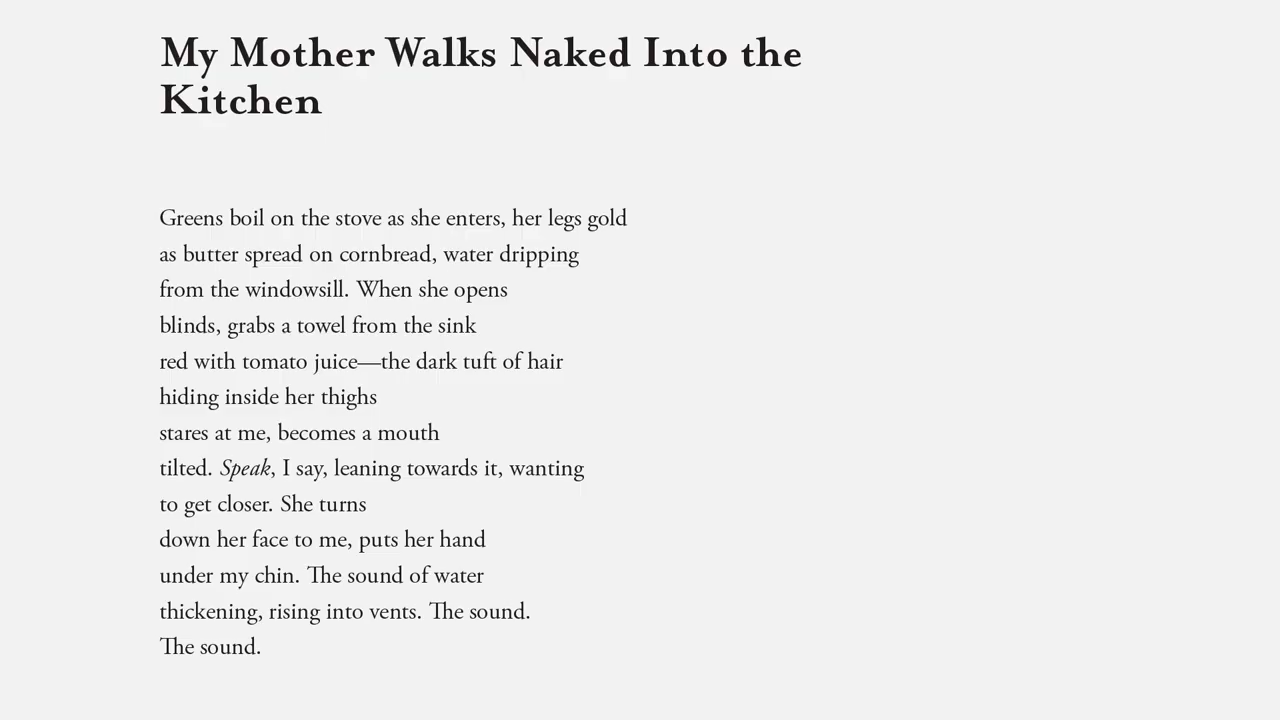 My Mother Walks Naked Into the
Kitchen
Greens boil on the stove as she enters, her legs gold
as butter spread on cornbread, water dripping
from the windowsill. When she opens
blinds, grabs a towel from the sink
red with tomato juice—the dark tuft of hair
hiding inside her thighs
stares at me, becomes a mouth
tilted. Speak, I say, leaning towards it, wanting
to get closer. She turns
down her face to me, puts her hand
under my chin. The sound of water
thickening, rising into vents. The sound.
The sound.